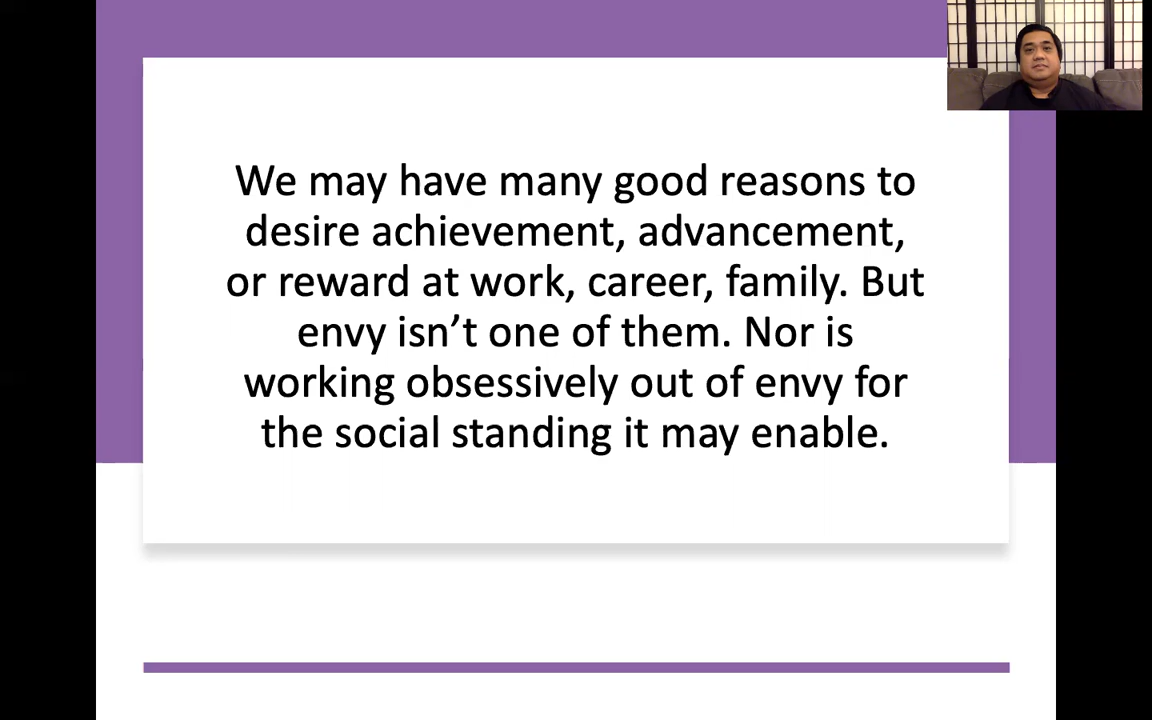 We may have many good reasons to
desire achievement, advancement,
or reward at work, career, family. But
envy isn’t one of them. Nor is
working obsessively out of envy for
the social standing it may enable.